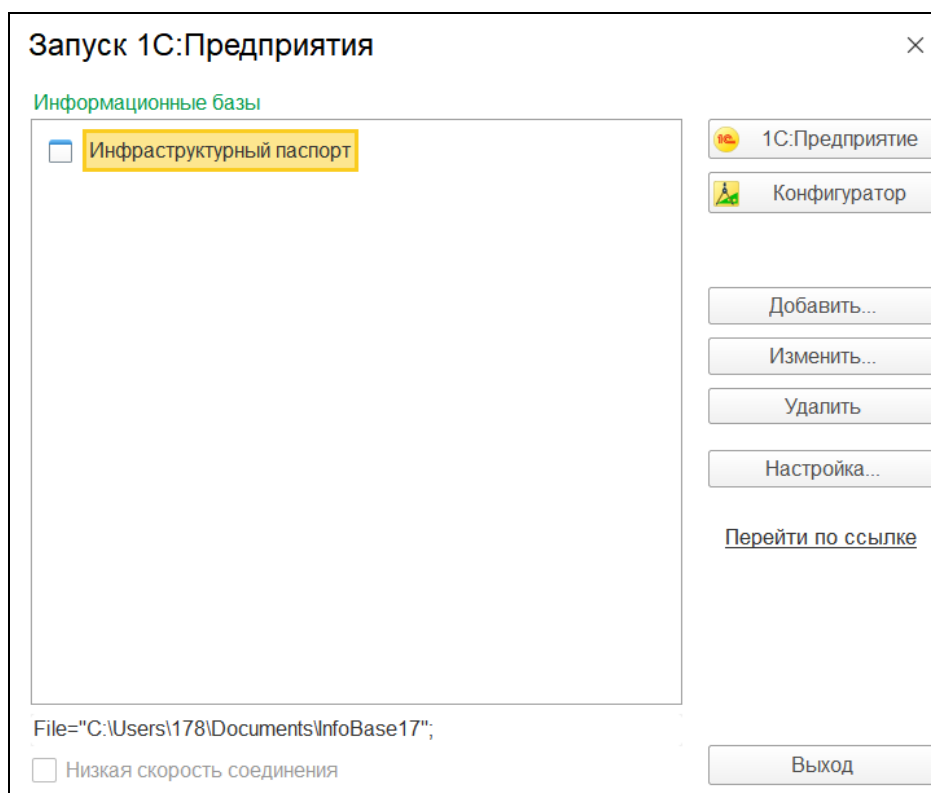 Запуск 1С:Предприятия
Информационные базы
Инфраструктурный паспорт
1С:Предприятие
Конфигуратор
Добавить...
Изменить...
Удалить
Настройка...
Перейти по ссылке
File="C:\Users\178\Documents\InfoBase17";
Низкая скорость соединения
Выход